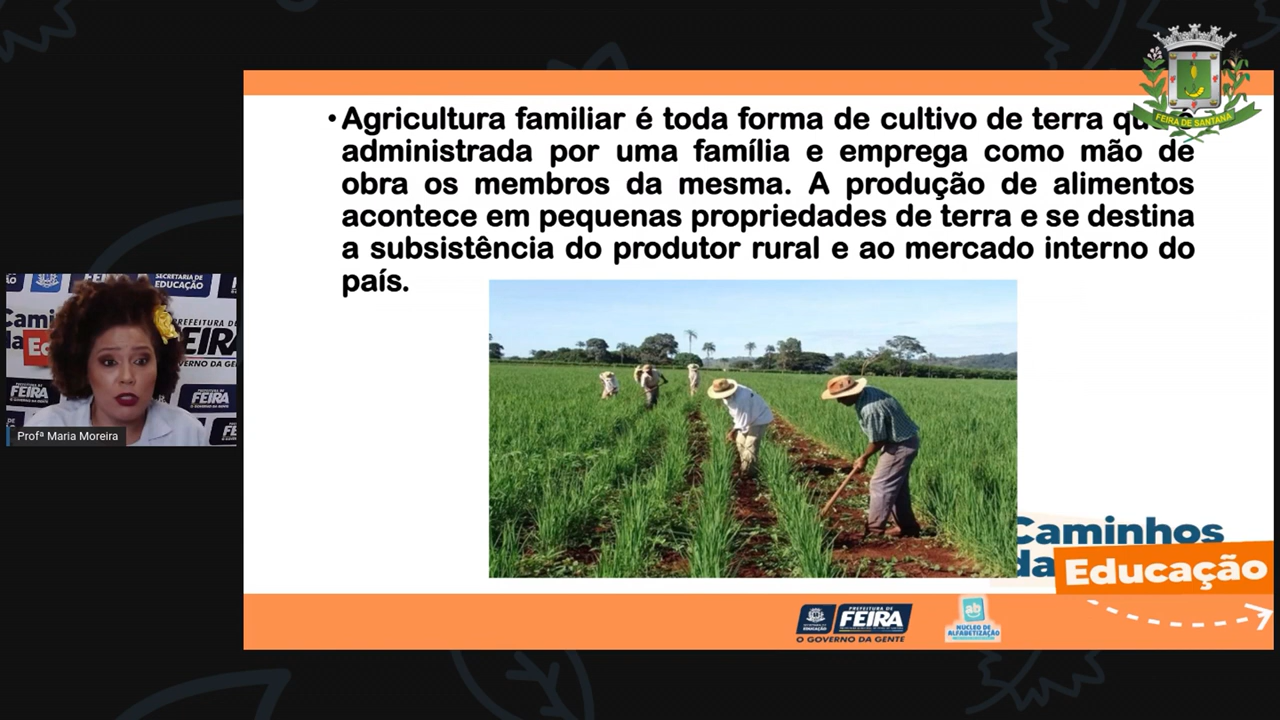 • Agricultura familiar é toda forma de cultivo de terra que é
administrada por uma família e emprega como mão de
obra os membros da mesma. A produção de alimentos
acontece em pequenas propriedades de terra e se destina
a subsistência do produtor rural e ao mercado interno do
país.
FEIRA DE SANTANA
SECRETARIA DE
EDUCAÇÃO
PREFEITURA DE
FEIRA
Profª Maria Moreira
Caminhos
da Educação
PREFEITURA DE
FEIRA
O GOVERNO DA GENTE
NÚCLEO DE
ALFABETIZAÇÃO